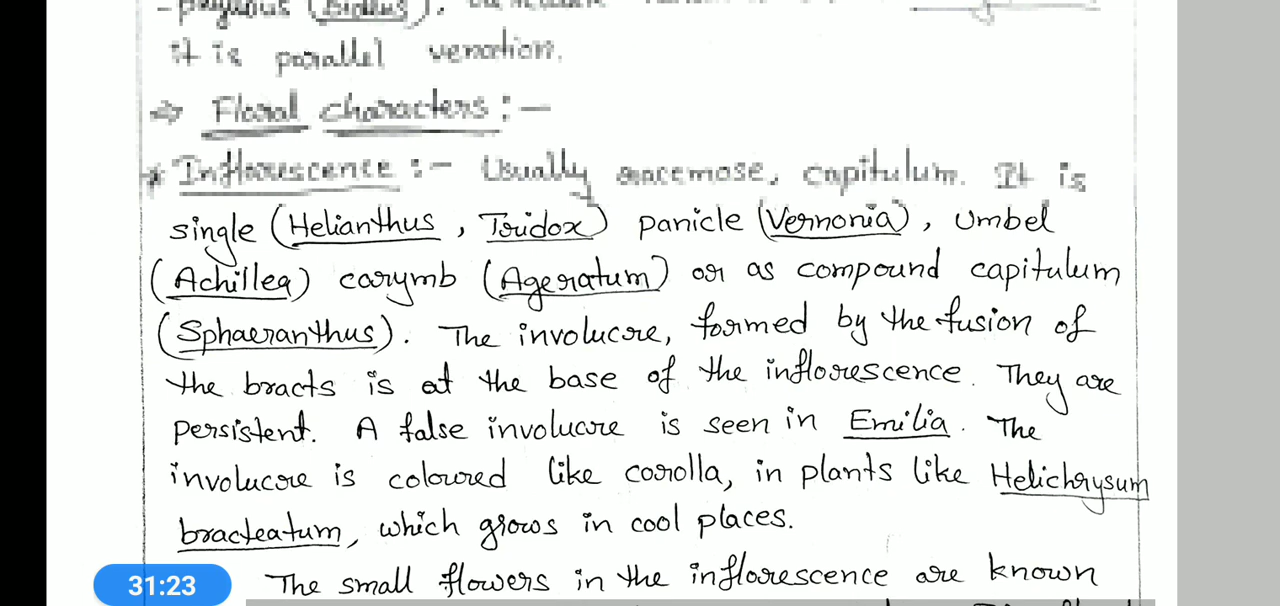 (Bidens).
it is parallel venation.
⇒ Floral characters :-
* Inflorescence :- Usually racemose, capitulum. It is
single (Helianthus, Tridox) panicle (Vernonia), Umbel
(Achillea) corymb (Ageratum) or as compound capitulum
(Sphaeranthus). The involucre, formed by the fusion of
the bracts is at the base of the inflorescence. They are
persistent. A false involucre is seen in Emilia. The
involucre is coloured like corolla, in plants like Helichrysum
bracteatum, which grows in cool places.
31:23 The small flowers in the inflorescence are known